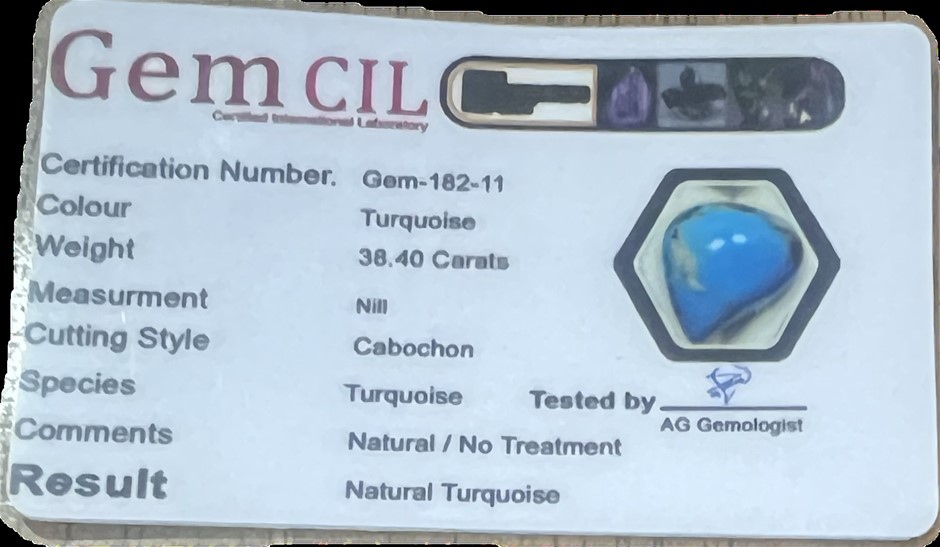 Gem CIL
Certified International Laboratory
Certification Number. Gem-182-11
Colour Turquoise
Weight 38.40 Carats
Measurment Nill
Cutting Style Cabochon
Species Turquoise
Tested by
AG Gemologist
Comments Natural / No Treatment
Result Natural Turquoise